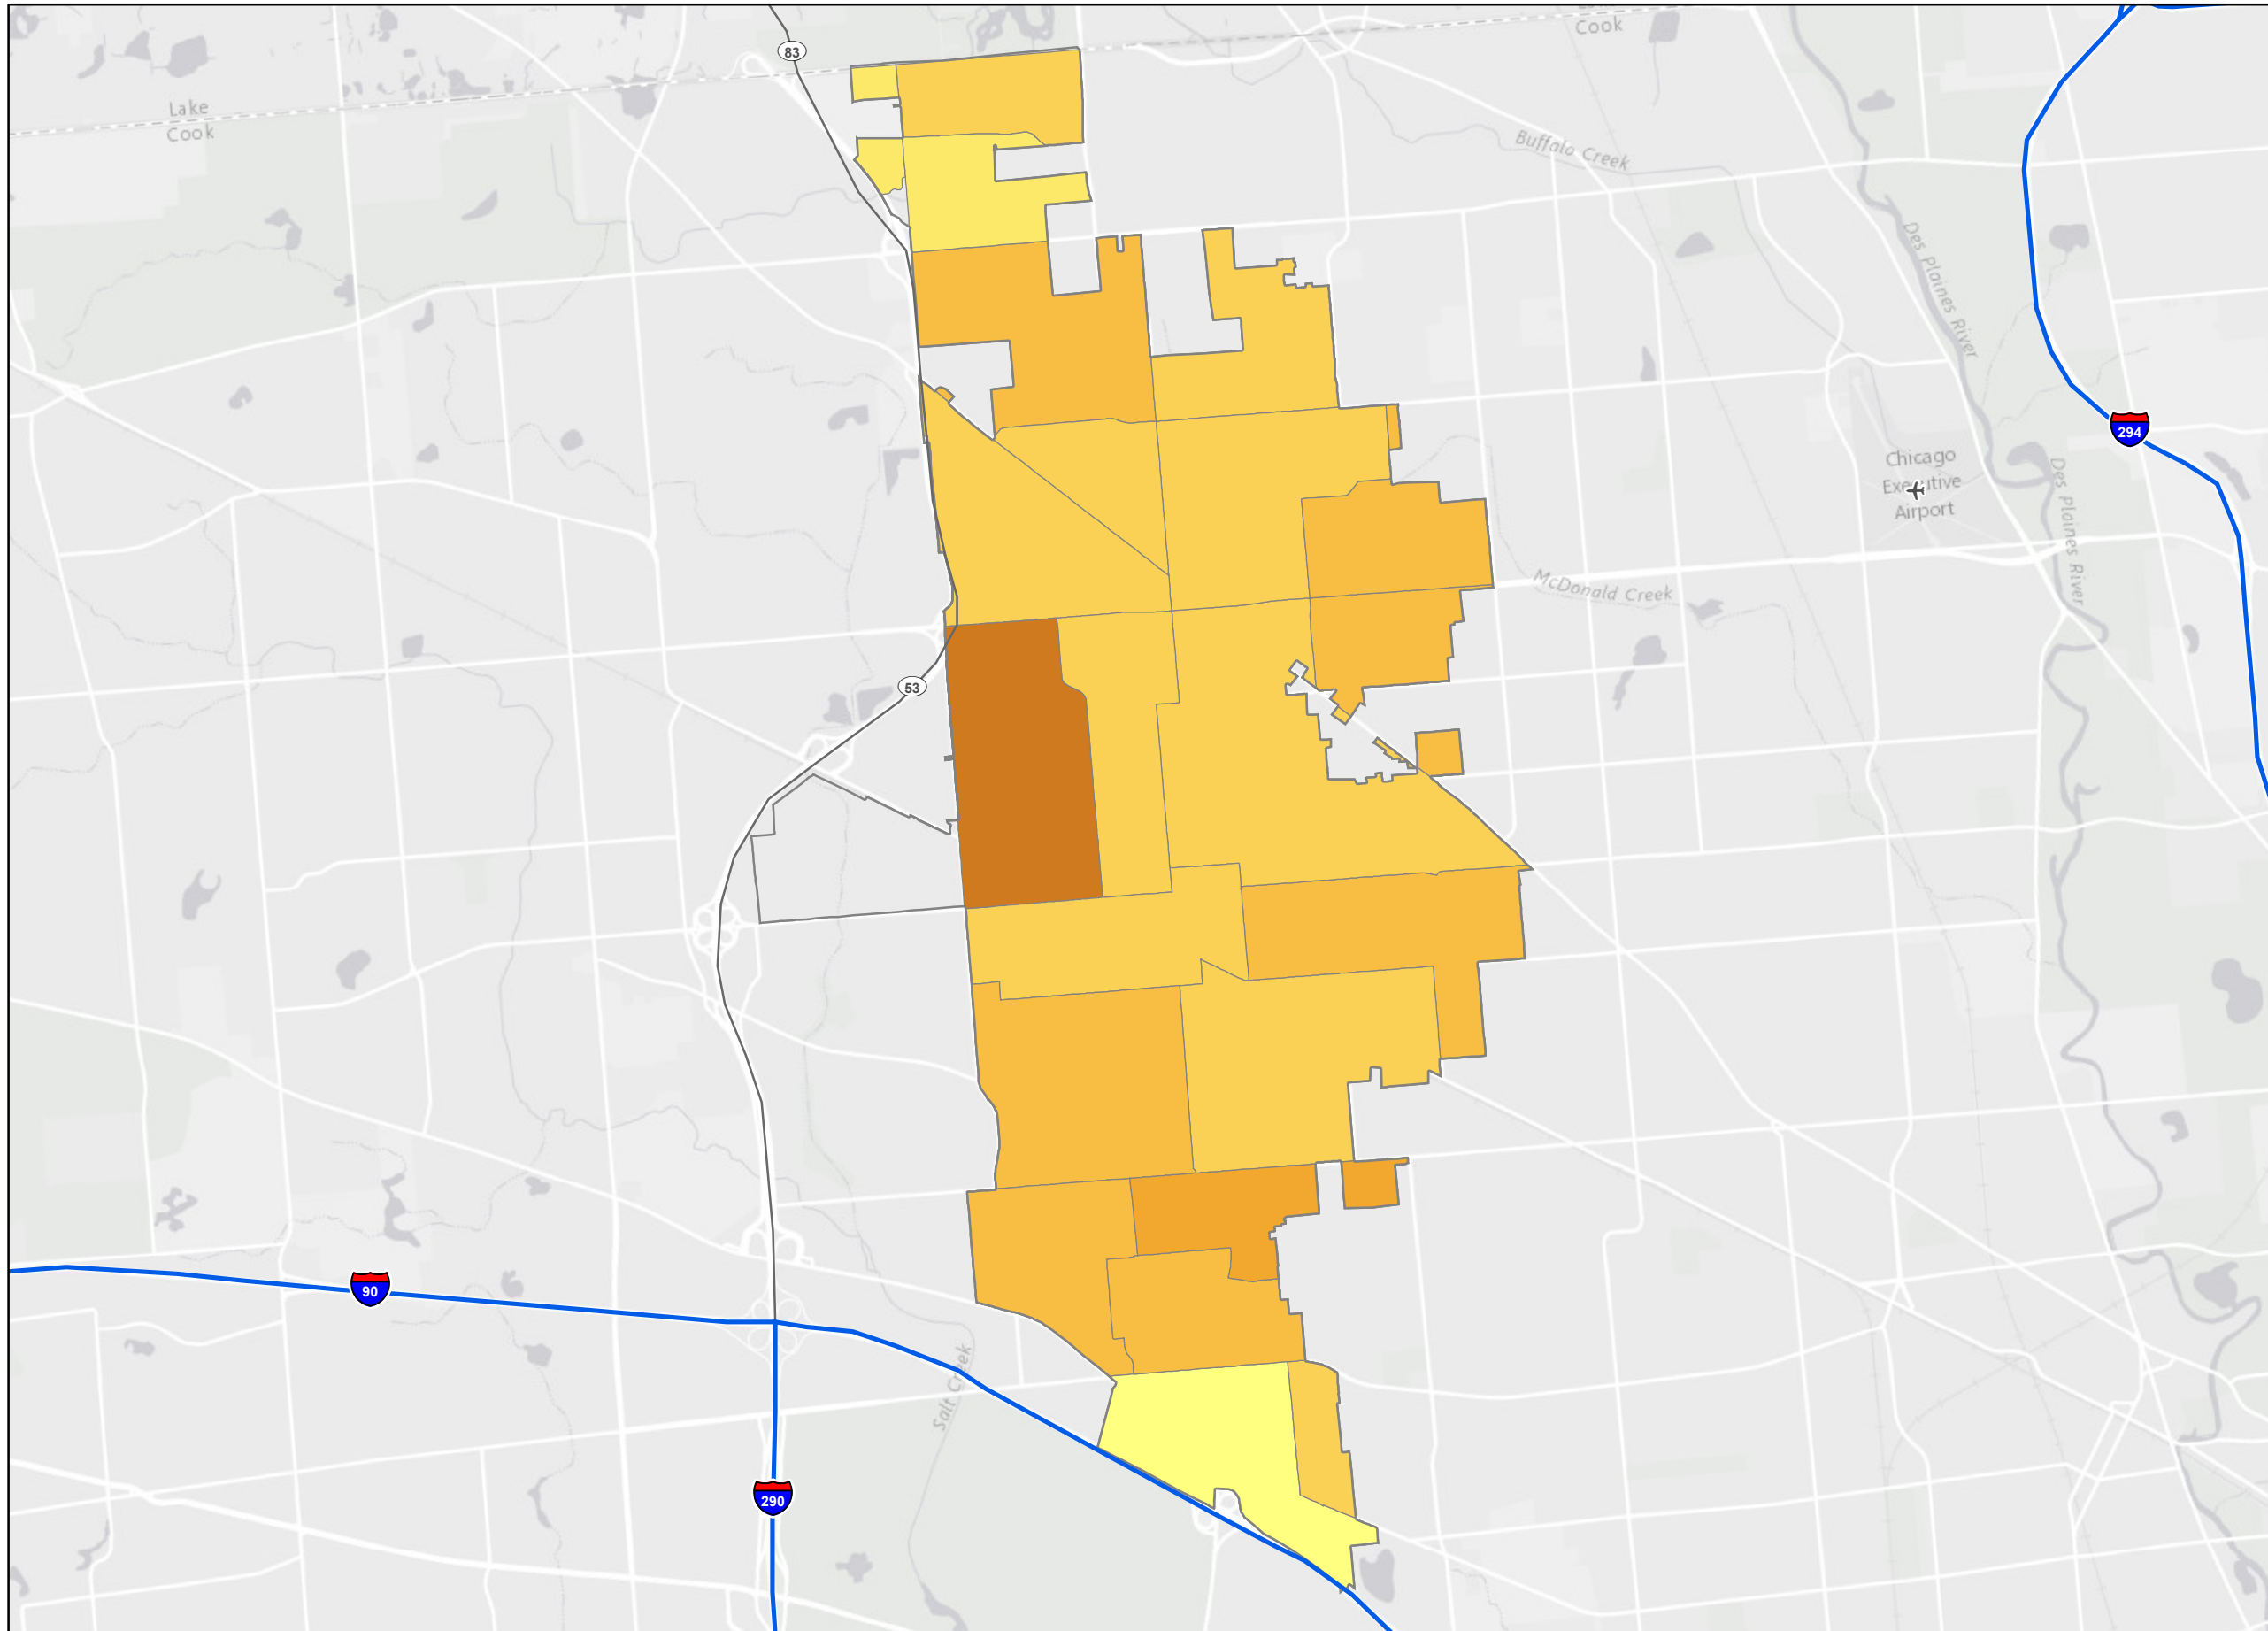 Cook
83
Lake
Cook
Buffalo Creek
Des Plaines River
294
Chicago
Executive
Airport
Des Plaines River
McDonald Creek
53
90
Salt Creek
290